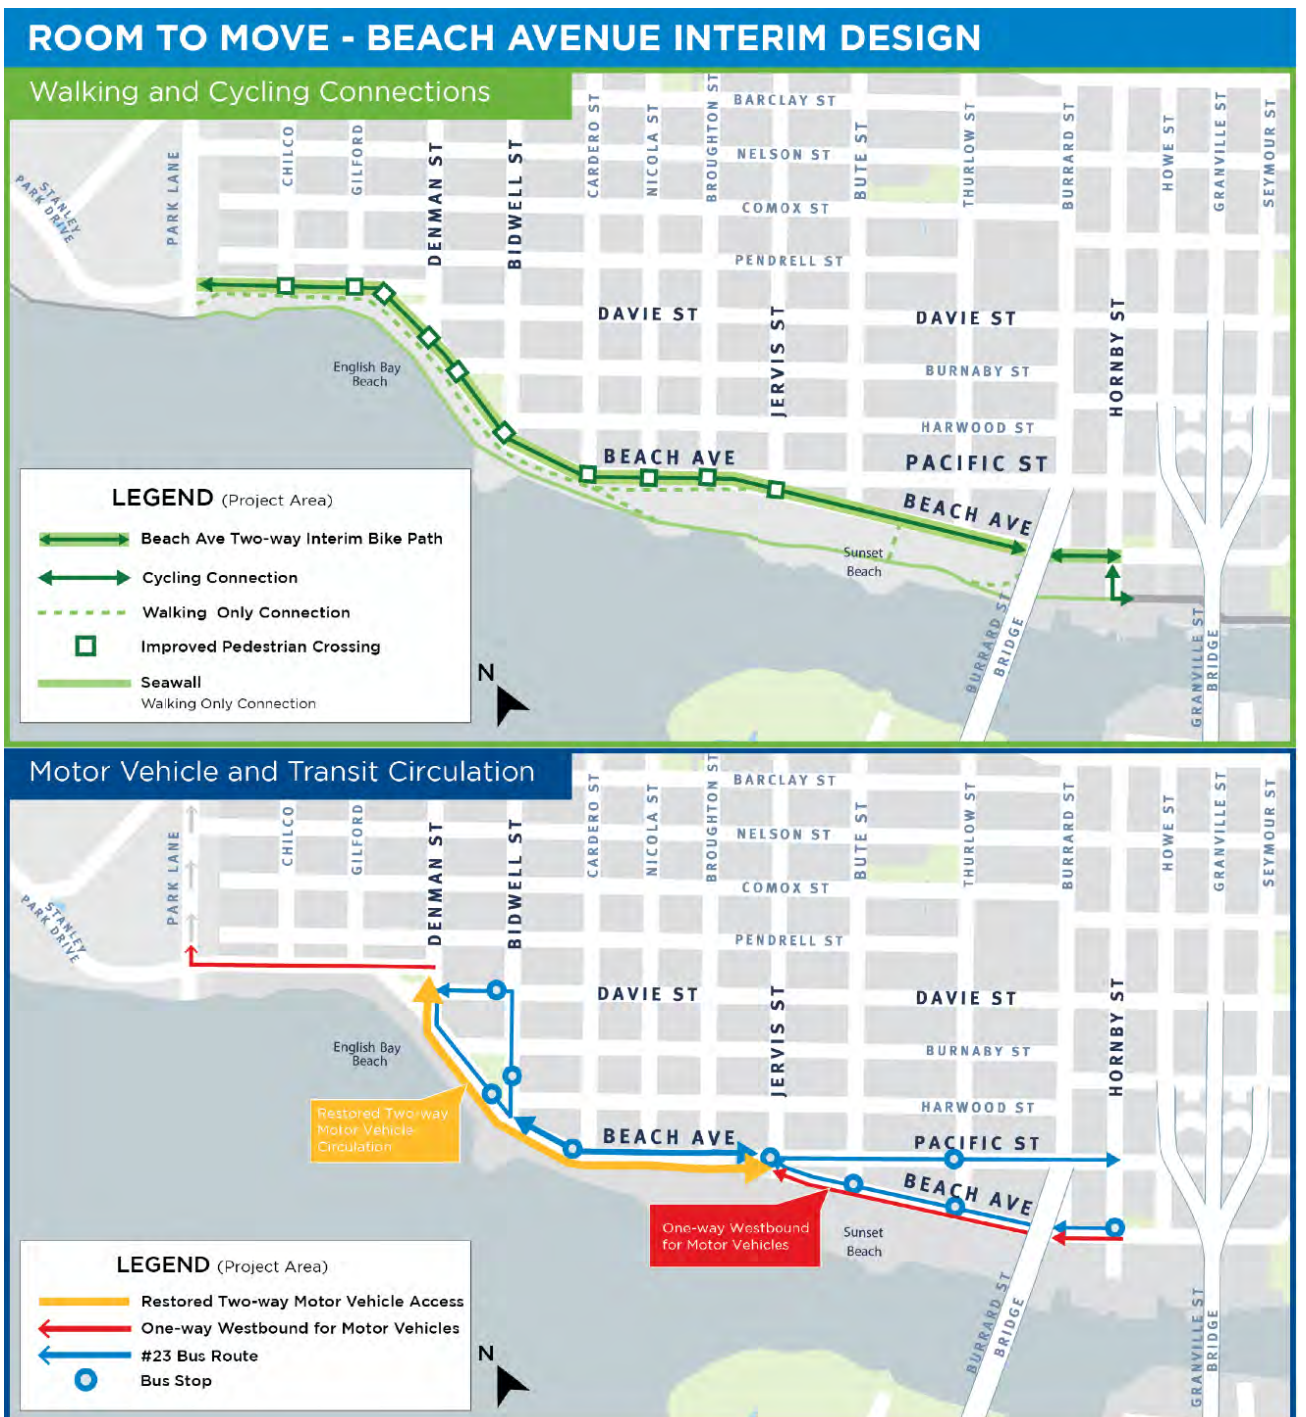 ROOM TO MOVE - BEACH AVENUE INTERIM DESIGN
Walking and Cycling Connections
STANLEY
PARK DRIVE
PARK LANE
CHILCO
GILFORD
DENMAN ST
BIDWELL ST
CARDERO ST
NICOLA ST
BROUGHTON ST
BARCLAY ST
NELSON ST
COMOX ST
PENDRELL ST
BUTE ST
THURLOW ST
BURRARD ST
HOWE ST
GRANVILLE ST
SEYMOUR ST
DAVIE ST
JERVIS ST
DAVIE ST
BURNABY ST
HARWOOD ST
HORNBY ST
English Bay
Beach
BEACH AVE
PACIFIC ST
BEACH AVE
Sunset
Beach
BURRARD ST
BRIDGE
GRANVILLE ST
BRIDGE
LEGEND (Project Area)
Beach Ave Two-way Interim Bike Path
Cycling Connection
Walking Only Connection
Improved Pedestrian Crossing
Seawall
Walking Only Connection
N
Motor Vehicle and Transit Circulation
STANLEY
PARK DRIVE
PARK LANE
CHILCO
GILFORD
DENMAN ST
BIDWELL ST
CARDERO ST
NICOLA ST
BROUGHTON ST
BARCLAY ST
NELSON ST
COMOX ST
PENDRELL ST
BUTE ST
THURLOW ST
BURRARD ST
HOWE ST
GRANVILLE ST
SEYMOUR ST
DAVIE ST
JERVIS ST
DAVIE ST
BURNABY ST
HARWOOD ST
HORNBY ST
English Bay
Beach
Restored Two-way
Motor Vehicle
Circulation
BEACH AVE
PACIFIC ST
BEACH AVE
One-way Westbound
for Motor Vehicles
Sunset
Beach
BURRARD ST
BRIDGE
GRANVILLE ST
BRIDGE
LEGEND (Project Area)
Restored Two-way Motor Vehicle Access
One-way Westbound for Motor Vehicles
#23 Bus Route
Bus Stop
N